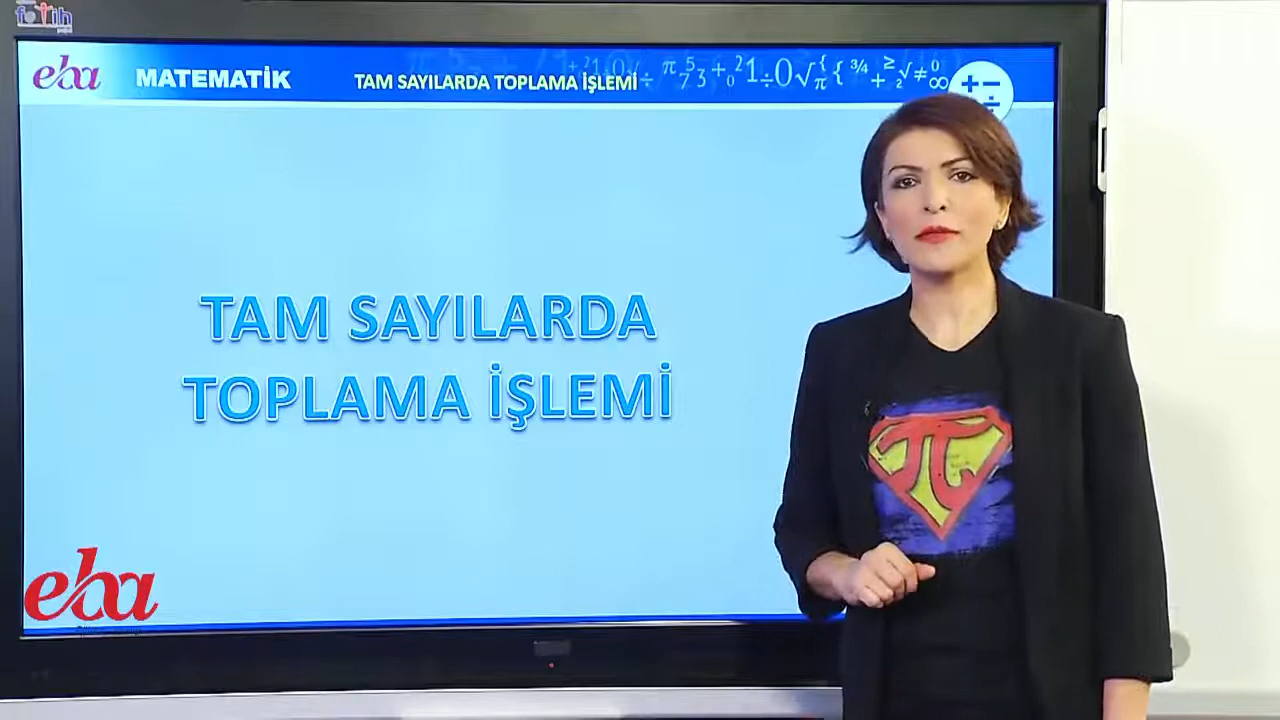 fatih
eba MATEMATİK TAM SAYILARDA TOPLAMA İŞLEMİ
TAM SAYILARDA
TOPLAMA İŞLEMİ
π
eba